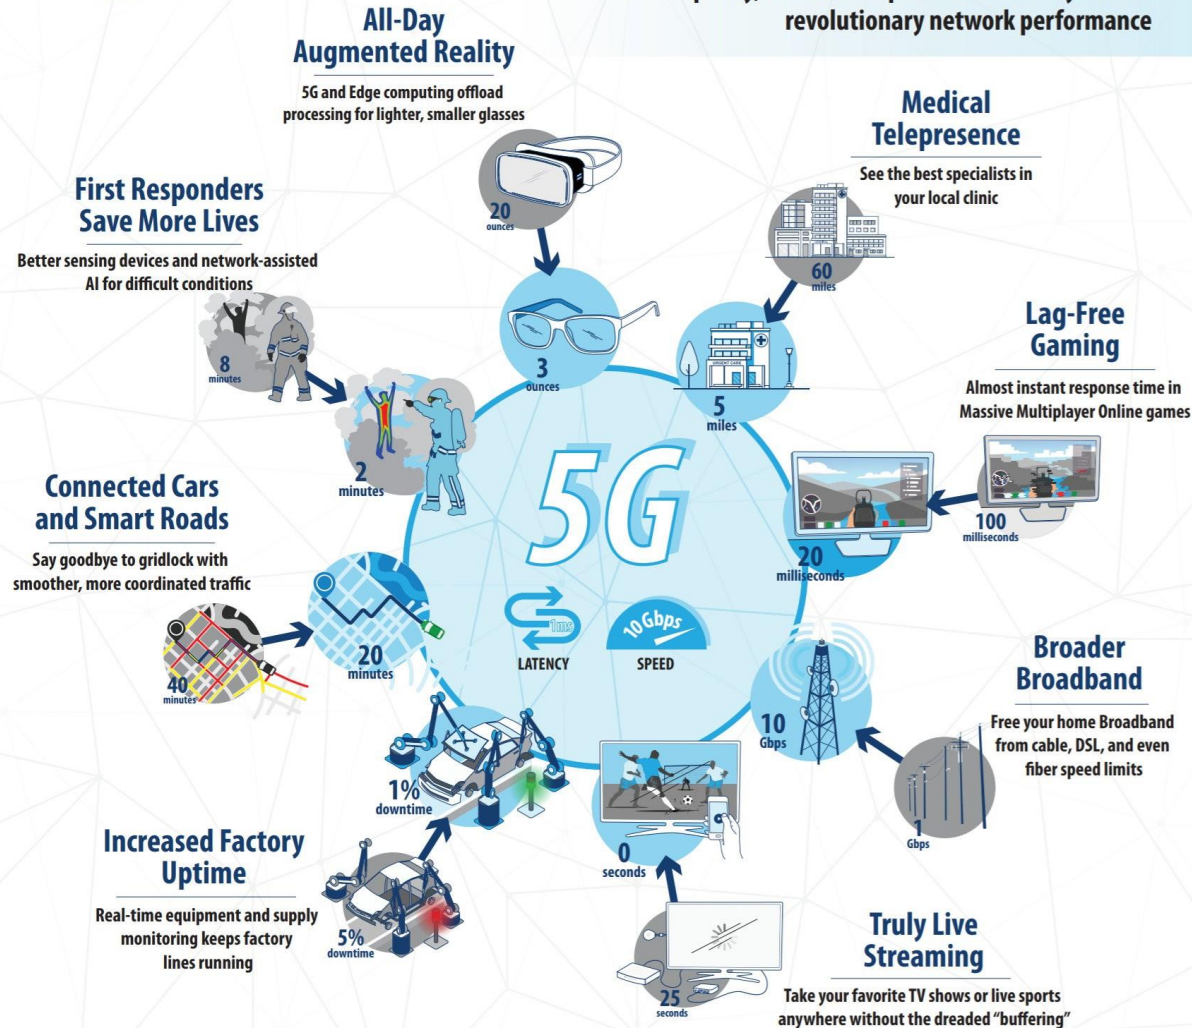 revolutionary network performance
All-Day
Augmented Reality
5G and Edge computing offload
processing for lighter, smaller glasses
20
ounces
3
ounces
Medical
Telepresence
See the best specialists in
your local clinic
60
miles
URGENT CARE
5
miles
First Responders
Save More Lives
Better sensing devices and network-assisted
AI for difficult conditions
8
minutes
2
minutes
Lag-Free
Gaming
Almost instant response time in
Massive Multiplayer Online games
100
milliseconds
20
milliseconds
Connected Cars
and Smart Roads
Say goodbye to gridlock with
smoother, more coordinated traffic
40
minutes
20
minutes
5G
1ms
LATENCY
10 Gbps
SPEED
Broader
Broadband
Free your home Broadband
from cable, DSL, and even
fiber speed limits
1
Gbps
10
Gbps
Increased Factory
Uptime
Real-time equipment and supply
monitoring keeps factory
lines running
5%
downtime
1%
downtime
Truly Live
Streaming
Take your favorite TV shows or live sports
anywhere without the dreaded “buffering”
25
seconds
0
seconds